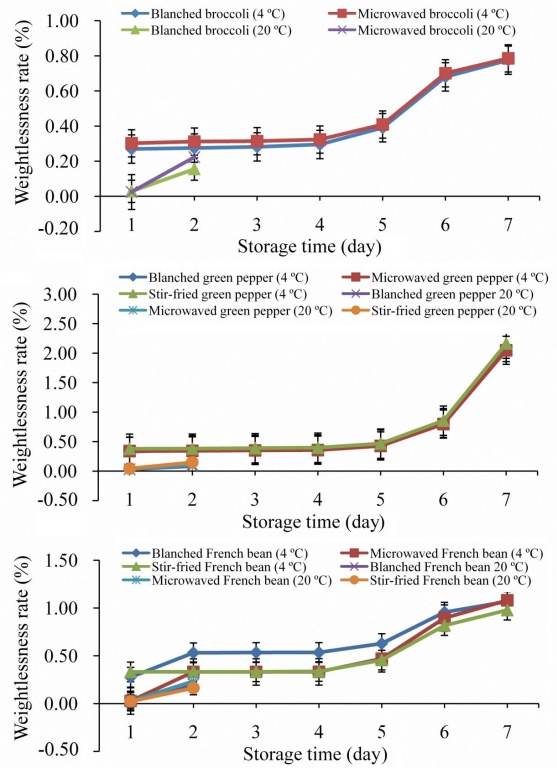 Blanched broccoli (4 ºC) Microwaved broccoli (4 ºC)
Blanched broccoli (20 ºC) Microwaved broccoli (20 ºC)
Weightlessness rate (%)
1.00
0.80
0.60
0.40
0.20
0.00
-0.20
1 2 3 4 5 6 7
Storage time (day)
Blanched green pepper (4 ºC) Microwaved green pepper (4 ºC)
Stir-fried green pepper (4 ºC) Blanched green pepper 20 ºC)
Microwaved green pepper (20 ºC) Stir-fried green pepper (20 ºC)
Weightlessness rate (%)
3.00
2.50
2.00
1.50
1.00
0.50
0.00
-0.50
1 2 3 4 5 6 7
Storage time (day)
Blanched French bean (4 ºC) Microwaved French bean (4 ºC)
Stir-fried French bean (4 ºC) Blanched French bean 20 ºC)
Microwaved French bean (20 ºC) Stir-fried French bean (20 ºC)
Weightlessness rate (%)
1.50
1.00
0.50
0.00
-0.50
1 2 3 4 5 6 7
Storage time (day)